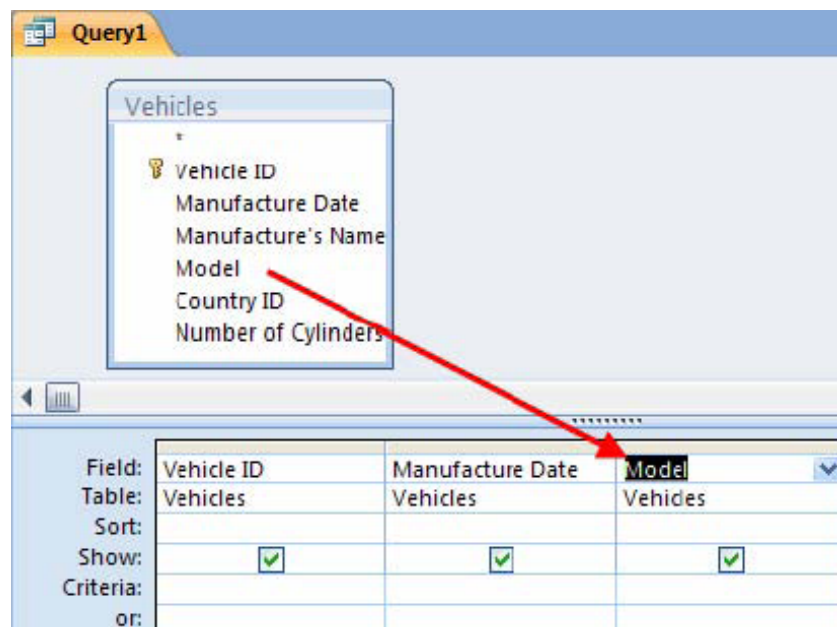 Query1
Vehicles
*
Vehicle ID
Manufacture Date
Manufacture's Name
Model
Country ID
Number of Cylinders
Field: Vehicle ID Manufacture Date Model
Table: Vehicles Vehicles Vehicles
Sort:
Show:
Criteria:
or: